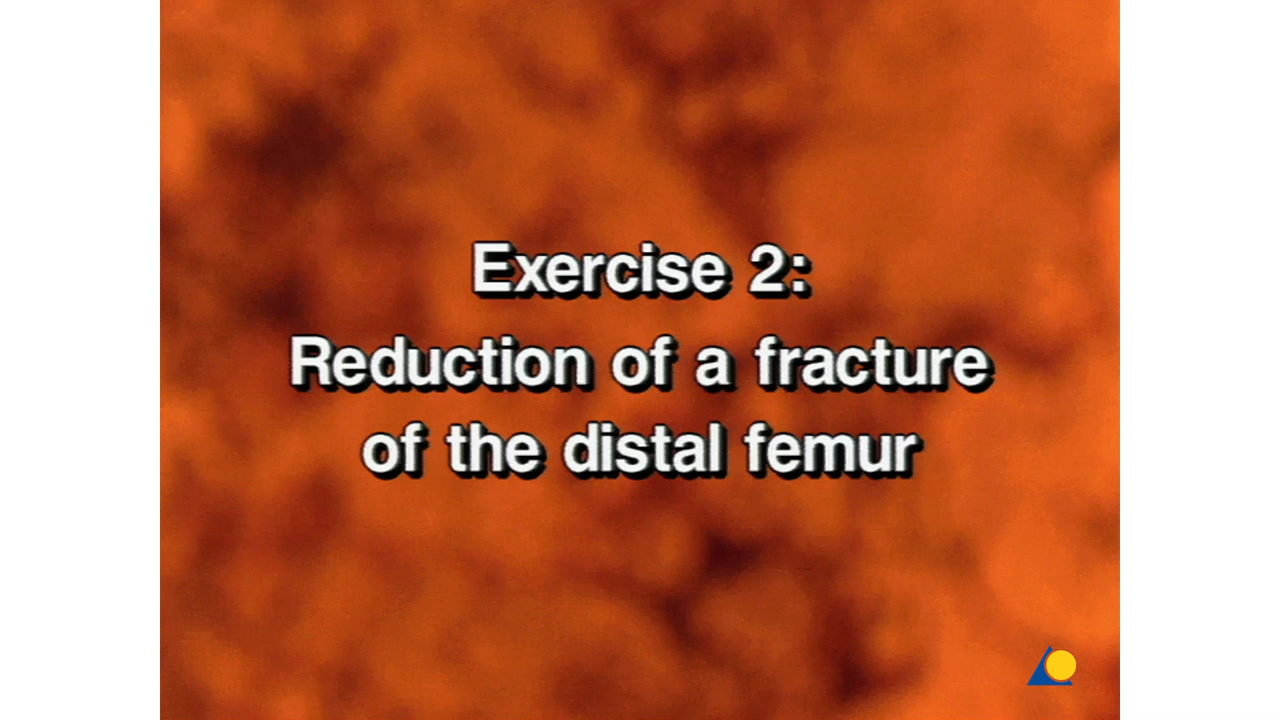 Exercise 2:
Reduction of a fracture
of the distal femur